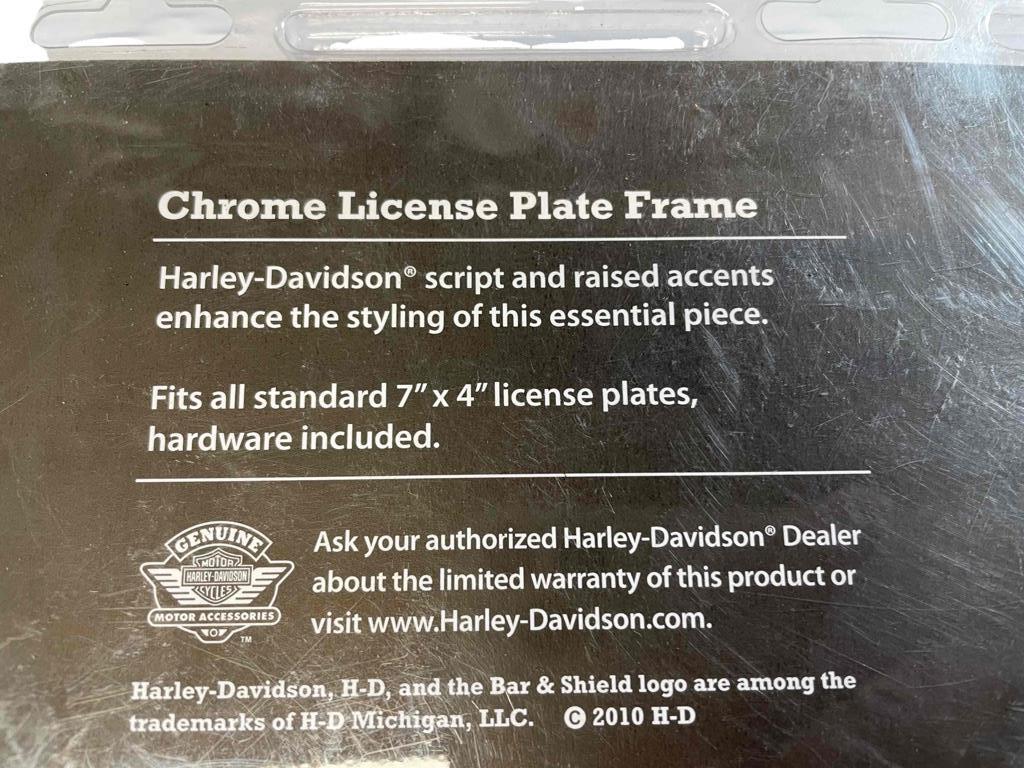 Chrome License Plate Frame
Harley-Davidson® script and raised accents
enhance the styling of this essential piece.
Fits all standard 7” x 4” license plates,
hardware included.
GENUINE
MOTOR
HARLEY-DAVIDSON
CYCLES
MOTOR ACCESSORIES
TM
Ask your authorized Harley-Davidson® Dealer
about the limited warranty of this product or
visit www.Harley-Davidson.com.
Harley-Davidson, H-D, and the Bar & Shield logo are among the
trademarks of H-D Michigan, LLC. © 2010 H-D